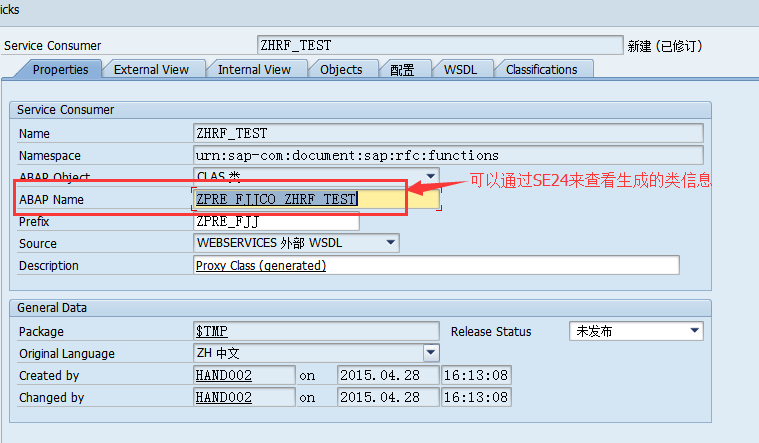 icks
Service Consumer ZHRF_TEST 新建 (已修订)
Properties External View Internal View Objects 配置 WSDL Classifications
Service Consumer
Name ZHRF_TEST
Namespace urn:sap-com:document:sap:rfc:functions
ABAP Object CLAS 类
可以通过SE24来查看生成的类信息
ABAP Name ZPRE_FJJCO_ZHRF_TEST
Prefix ZPRE_FJJ
Source WEBSERVICES 外部 WSDL
Description Proxy Class (generated)
General Data
Package $TMP Release Status 未发布
Original Language ZH 中文
Created by HAND002 on 2015.04.28 16:13:08
Changed by HAND002 on 2015.04.28 16:13:08